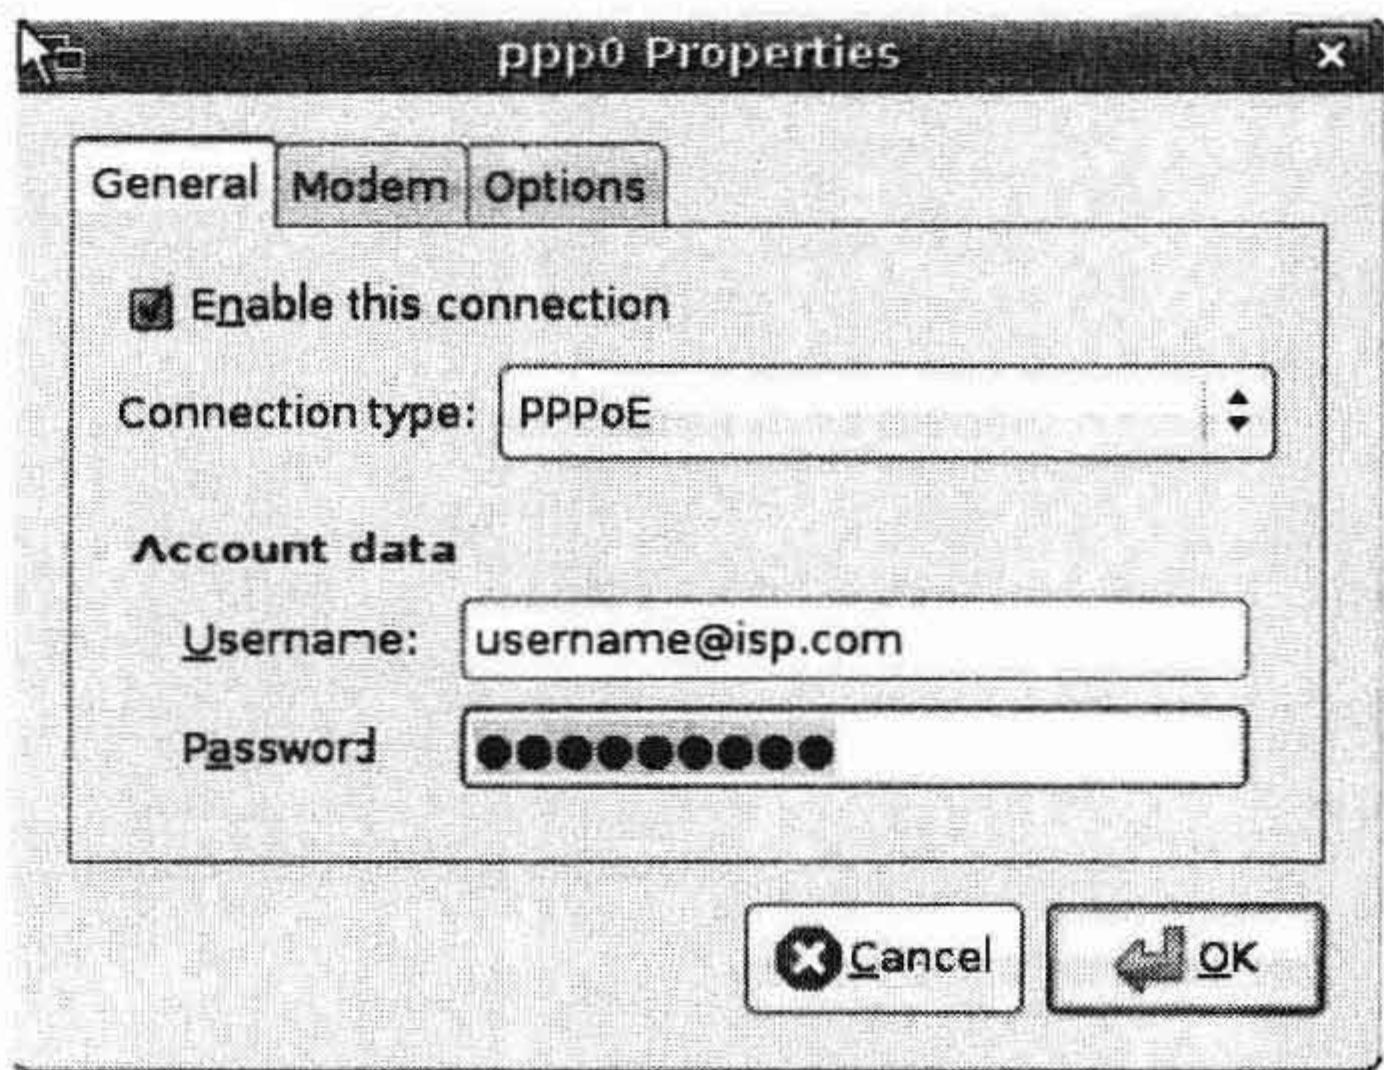 ppp0 Properties
General Modem Options
Enable this connection
Connection type: PPPoE
Account data
Username: username@isp.com
Password ●●●●●●●●●
Cancel OK